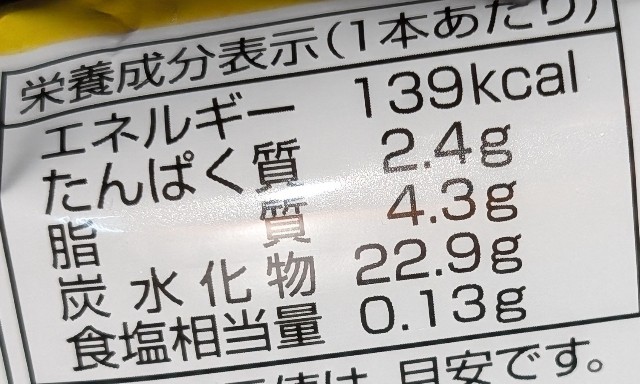 栄養成分表示(1本あたり)
エネルギー 139kcal
たんぱく質 2.4g
脂質 4.3g
炭水化物 22.9g
食塩相当量 0.13g
値は、目安です。